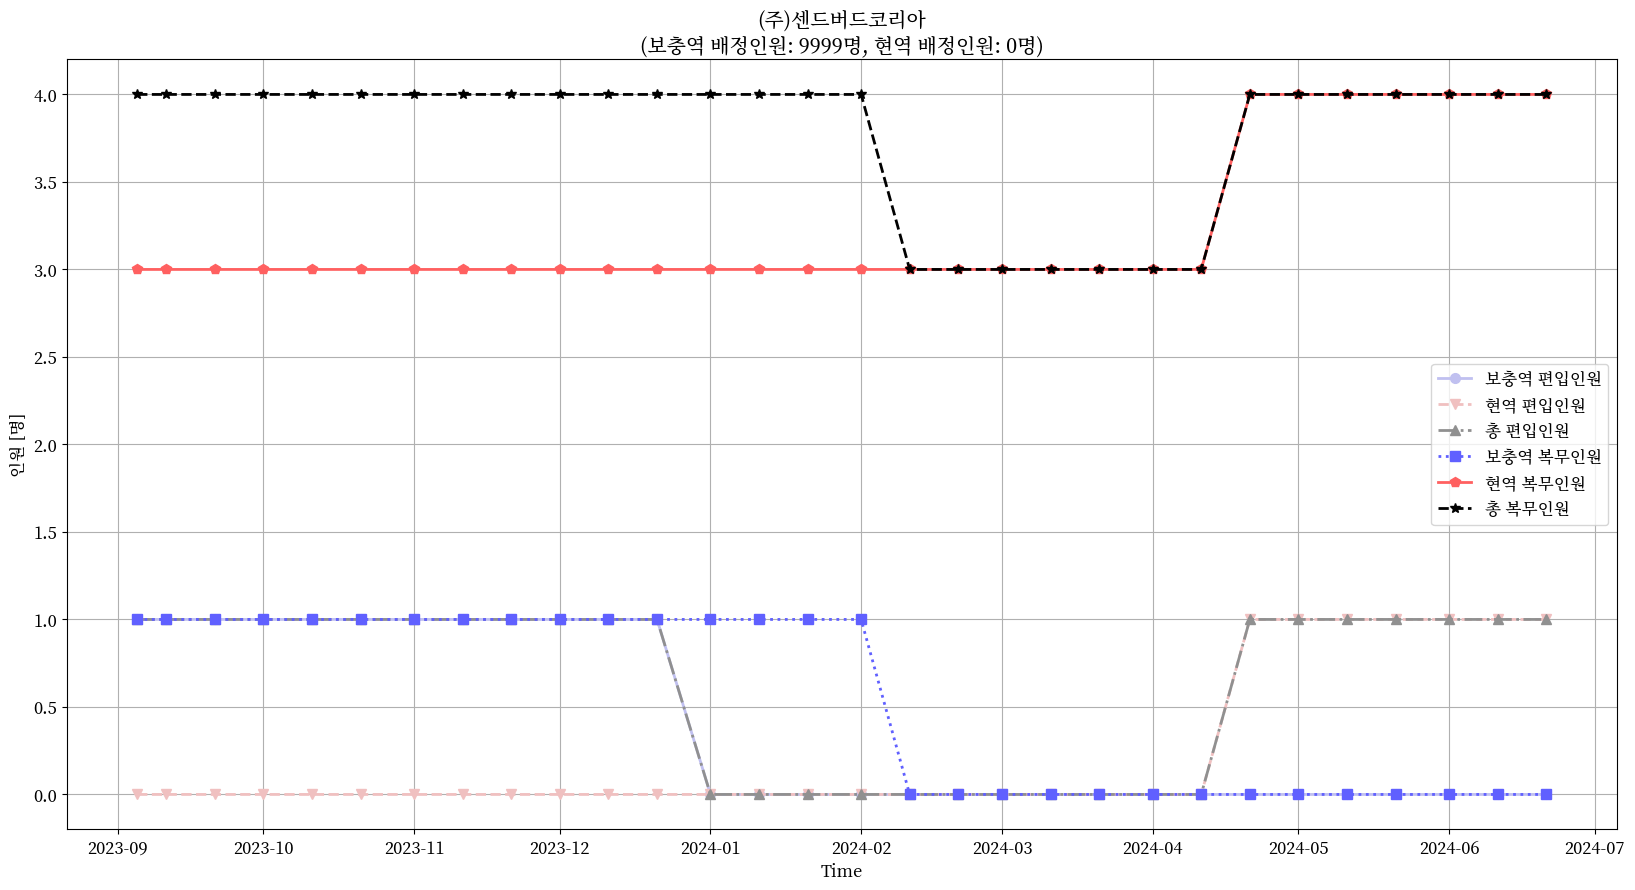 (주)센드버드코리아
(보충역 배정인원: 9999명, 현역 배정인원: 0명)
인원 [명]
4.0
3.5
3.0
2.5
2.0
1.5
1.0
0.5
0.0
보충역 편입인원
현역 편입인원
총 편입인원
보충역 복무인원
현역 복무인원
총 복무인원
2023-09 2023-10 2023-11 2023-12 2024-01 2024-02 2024-03 2024-04 2024-05 2024-06 2024-07
Time